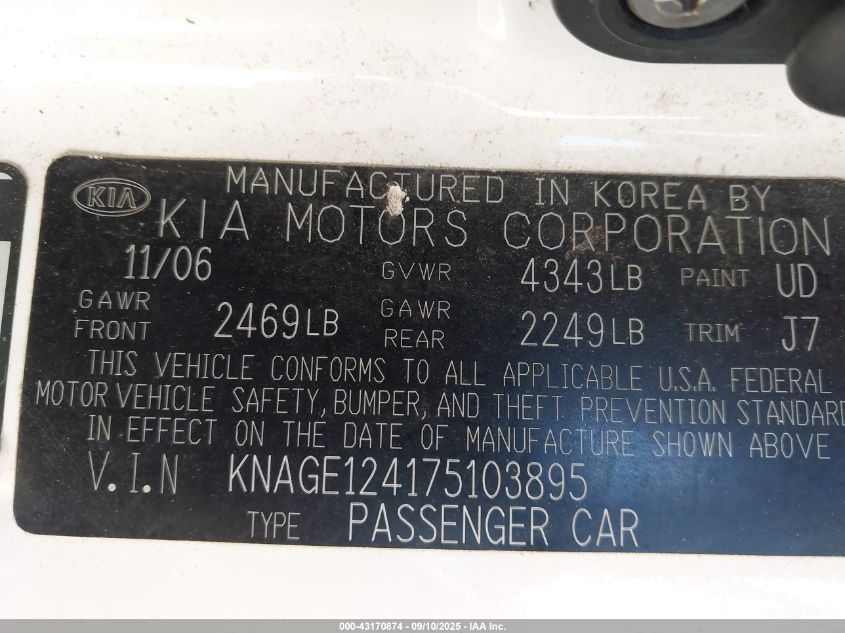 KIA
MANUFACTURED IN KOREA BY
KIA MOTORS CORPORATION
11/06 GVWR 4343LB PAINT UD
GAWR FRONT 2469LB GAWR REAR 2249LB TRIM J7
THIS VEHICLE CONFORMS TO ALL APPLICABLE U.S.A. FEDERAL
MOTOR VEHICLE SAFETY, BUMPER, AND THEFT PREVENTION STANDARD
IN EFFECT ON THE DATE OF MANUFACTURE SHOWN ABOVE
V.I.N KNAGE124175103895
TYPE PASSENGER CAR
000-43170874 - 09/10/2025 - IAA Inc.